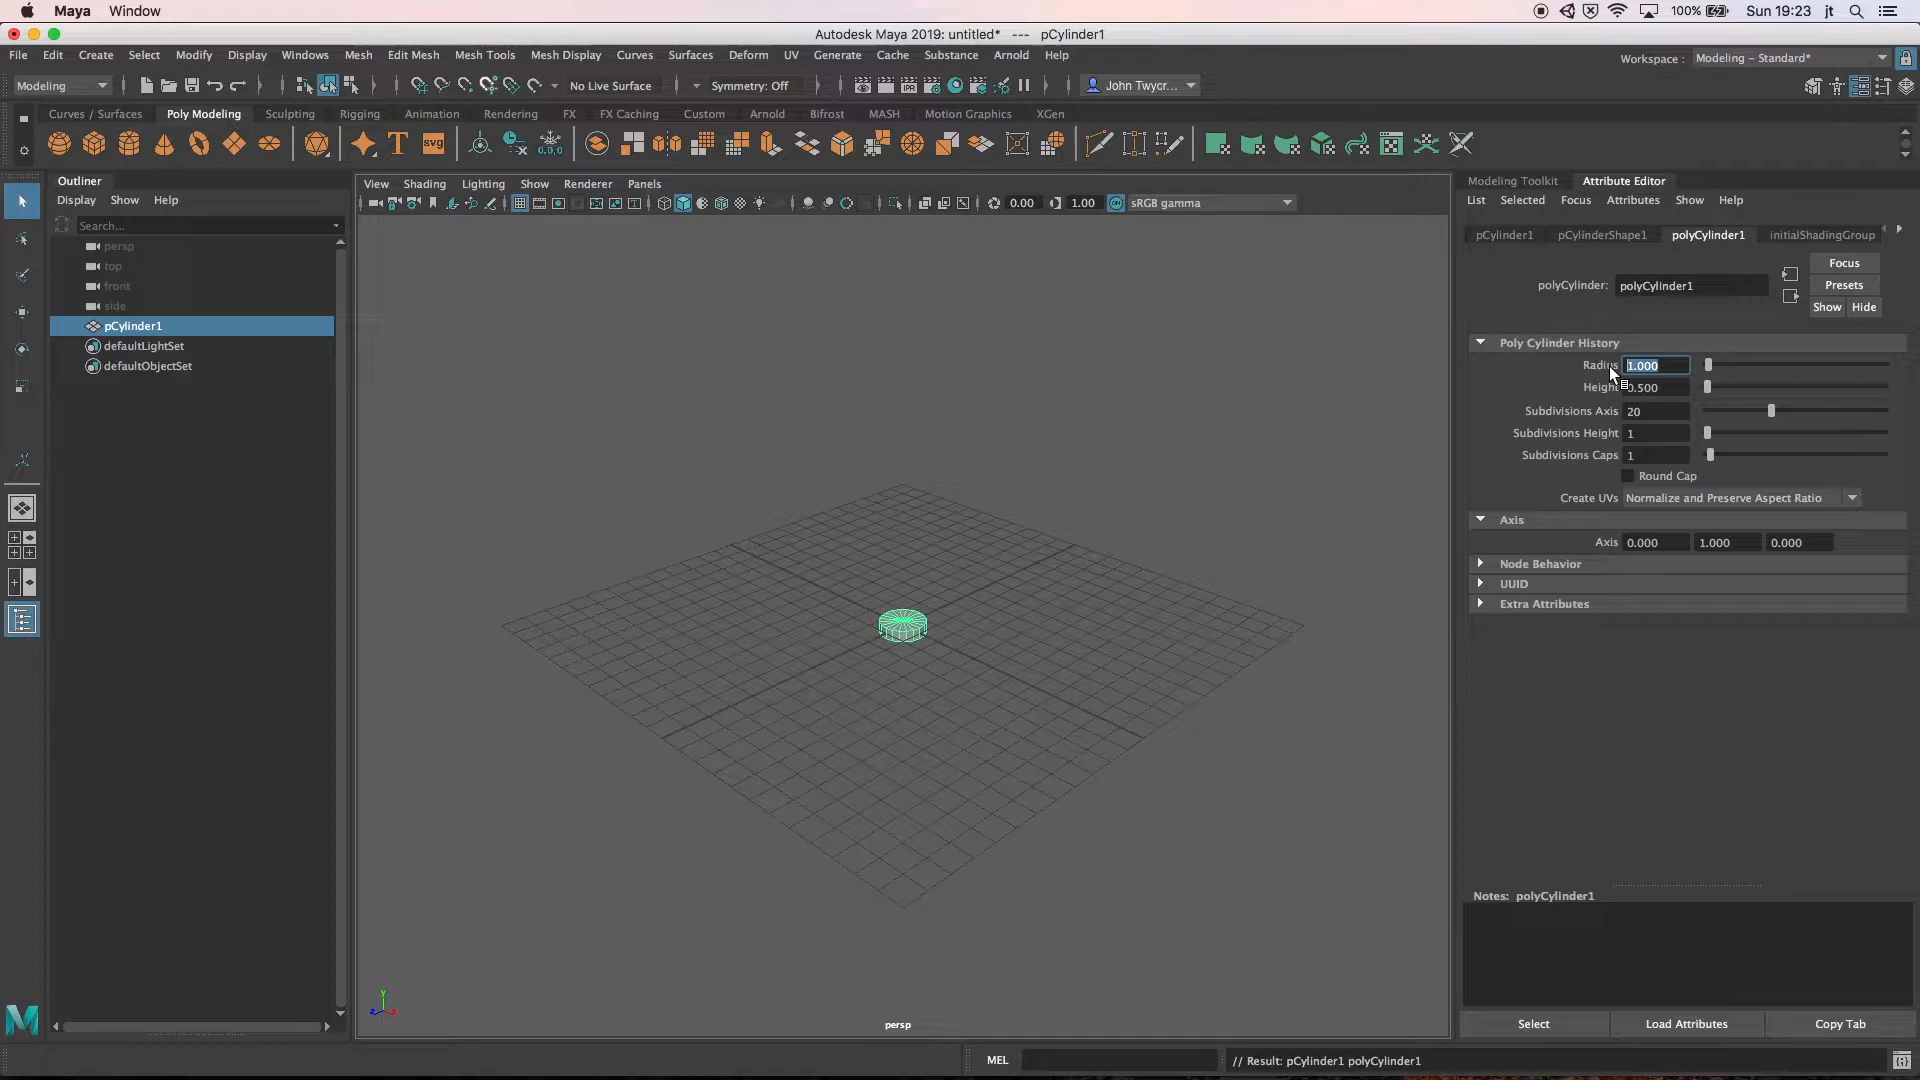 Maya Window
100% Sun 19:23 jt
Autodesk Maya 2019: untitled* --- pCylinder1
File Edit Create Select Modify Display Windows Mesh Edit Mesh Mesh Tools Mesh Display Curves Surfaces Deform UV Generate Cache Substance Arnold Help
Workspace : Modeling - Standard*
Modeling No Live Surface Symmetry: Off IPR John Twycr...
Curves / Surfaces Poly Modeling Sculpting Rigging Animation Rendering FX FX Caching Custom Arnold Bifrost MASH Motion Graphics XGen
T SVG 0,0,0
Outliner
Display Show Help
Search...
persp
top
front
side
pCylinder1
defaultLightSet
defaultObjectSet
View Shading Lighting Show Renderer Panels
0.00 1.00 sRGB gamma
y
z
persp
Modeling Toolkit Attribute Editor
List Selected Focus Attributes Show Help
pCylinder1 pCylinderShape1 polyCylinder1 initialShadingGroup
Focus
polyCylinder: polyCylinder1 Presets
Show Hide
Poly Cylinder History
Radius 1.000
Height 0.500
Subdivisions Axis 20
Subdivisions Height 1
Subdivisions Caps 1
Round Cap
Create UVs Normalize and Preserve Aspect Ratio
Axis
Axis 0.000 1.000 0.000
Node Behavior
UUID
Extra Attributes
Notes: polyCylinder1
Select Load Attributes Copy Tab
MEL // Result: pCylinder1 polyCylinder1